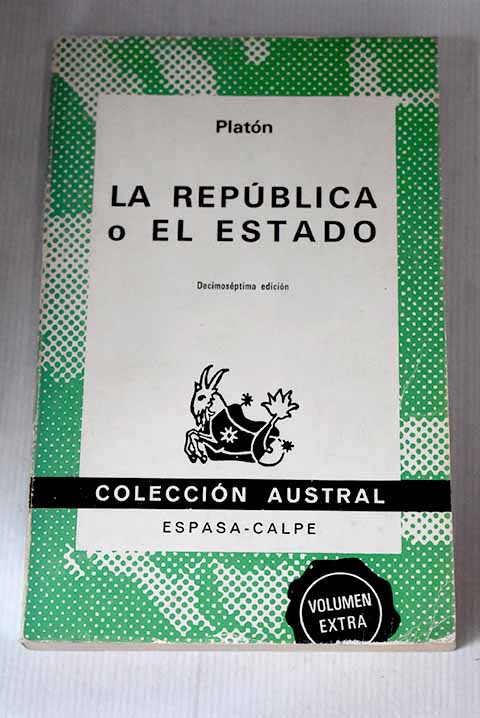 Platón
LA REPÚBLICA
o EL ESTADO
Decimoséptima edición
COLECCIÓN AUSTRAL
ESPASA-CALPE
VOLUMEN
EXTRA